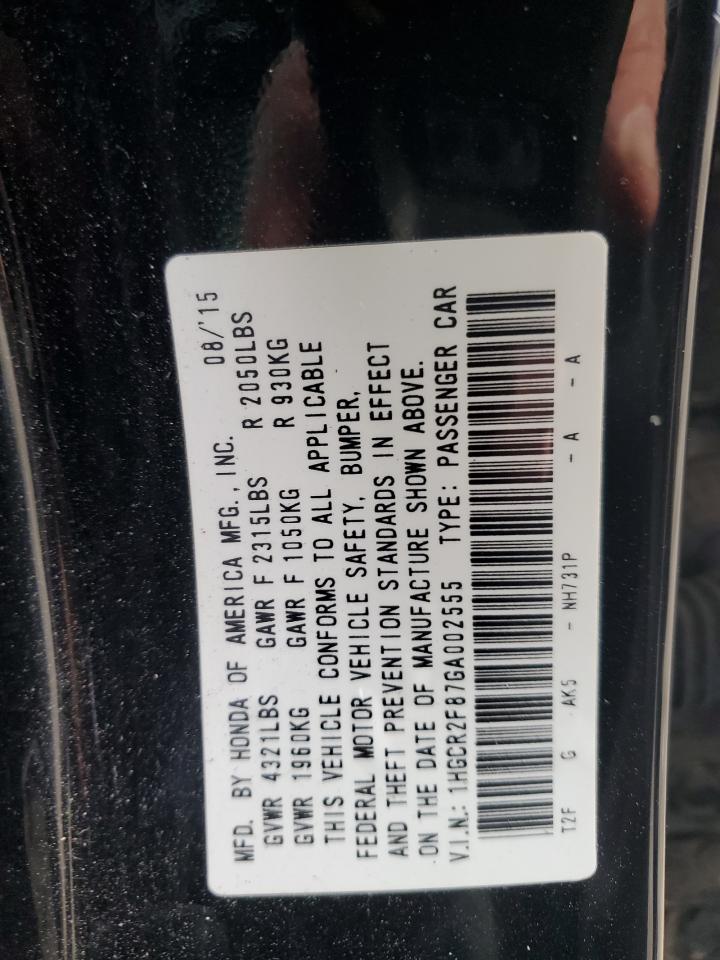 MFD. BY HONDA OF AMERICA MFG., INC. 08/'15
GVWR 4321LBS GAWR F 2315LBS R 2050LBS
GVWR 1960KG GAWR F 1050KG R 930KG
THIS VEHICLE CONFORMS TO ALL APPLICABLE
FEDERAL MOTOR VEHICLE SAFETY, BUMPER,
AND THEFT PREVENTION STANDARDS IN EFFECT
ON THE DATE OF MANUFACTURE SHOWN ABOVE.
V.I.N.: 1HGCR2F87GA002555 TYPE: PASSENGER CAR
T2F G AK5 - NH731P - A - A